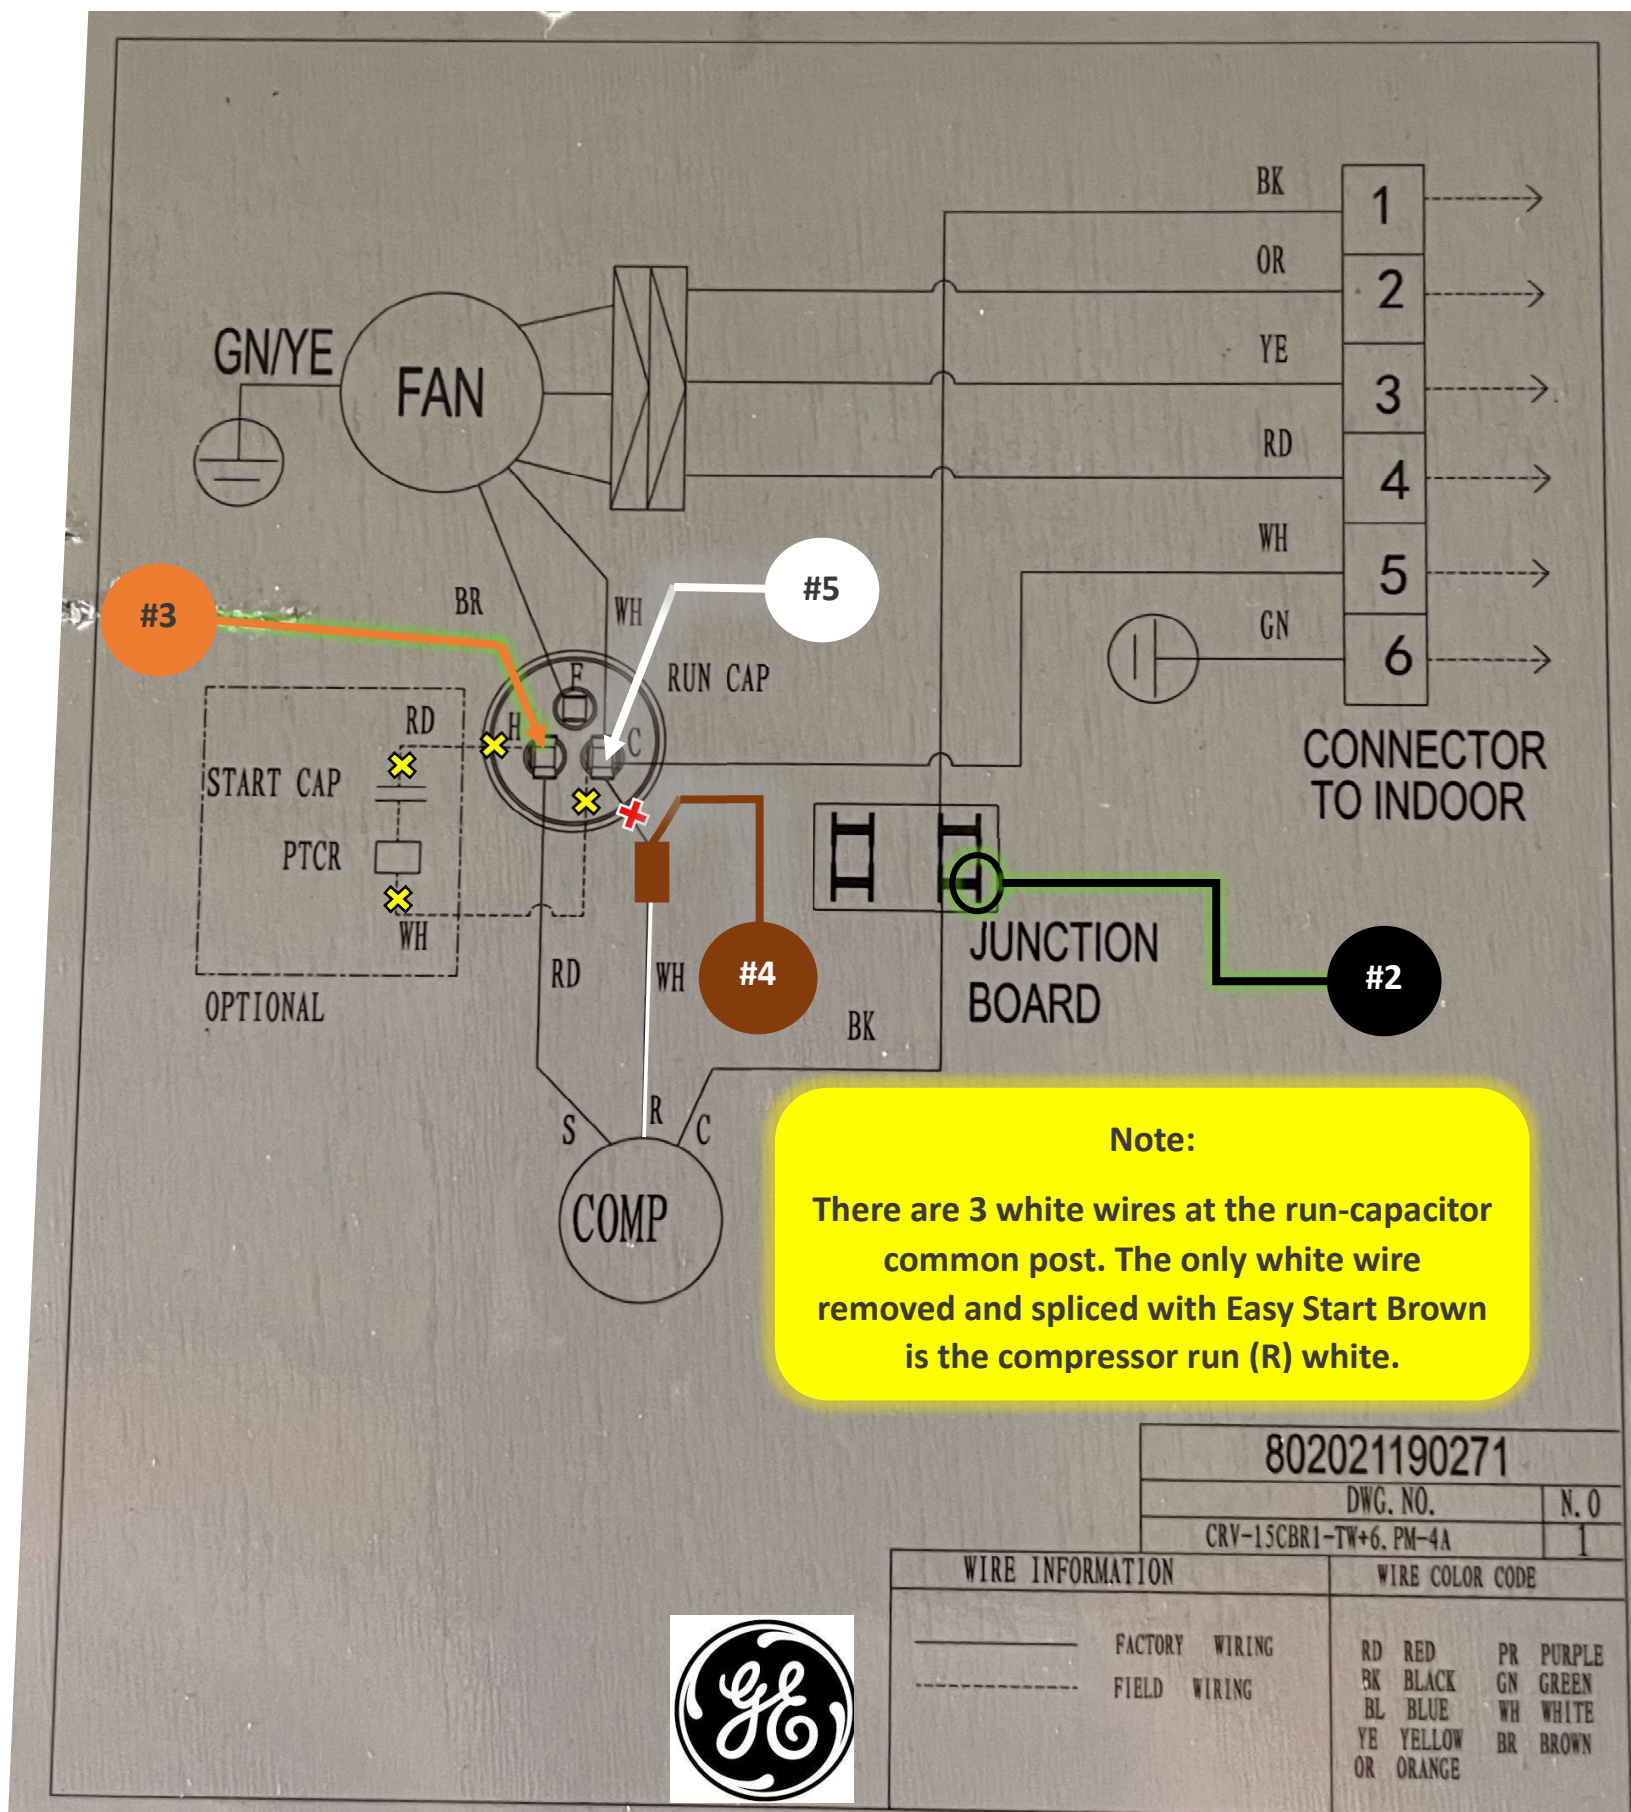 BK
1
OR
2
GN/YE
FAN
YE
3
RD
4
WH
5
#5
#3
BR
WH
GN
6
F
RUN CAP
RD
H
C
CONNECTOR
TO INDOOR
START CAP
PTCR
WH
OPTIONAL
RD
WH
#4
JUNCTION
BOARD
#2
BK
S
R
C
COMP
Note:
There are 3 white wires at the run-capacitor
common post. The only white wire
removed and spliced with Easy Start Brown
is the compressor run (R) white.
802021190271
DWG. NO.
N. O
CRV-15CBR1-TW+6. PM-4A
1
WIRE INFORMATION
WIRE COLOR CODE
FACTORY WIRING
FIELD WIRING
RD RED PR PURPLE
BK BLACK GN GREEN
BL BLUE WH WHITE
YE YELLOW BR BROWN
OR ORANGE
GE